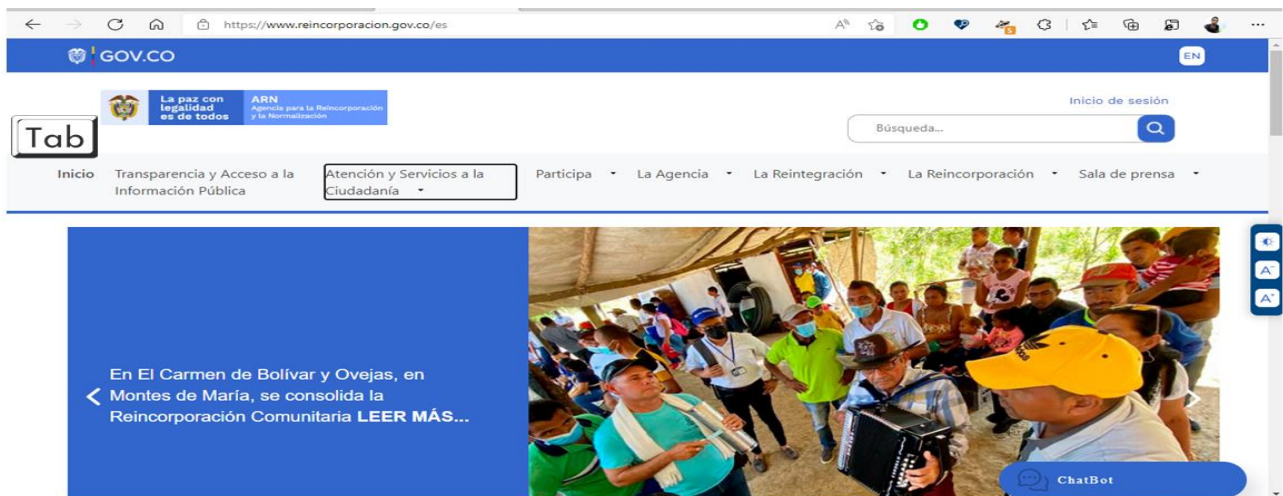 https://www.reincorporacion.gov.co/es
GOV.CO
EN
La paz con
legalidad
es de todos
ARN
Agencia para la Reincorporación
y la Normalización
Inicio de sesión
Búsqueda...
Tab
Inicio
Transparencia y Acceso a la
Información Pública
Atención y Servicios a la
Ciudadanía
Participa
La Agencia
La Reintegración
La Reincorporación
Sala de prensa
A-
A+
En El Carmen de Bolívar y Ovejas, en
Montes de María, se consolida la
Reincorporación Comunitaria LEER MÁS...
ChatBot